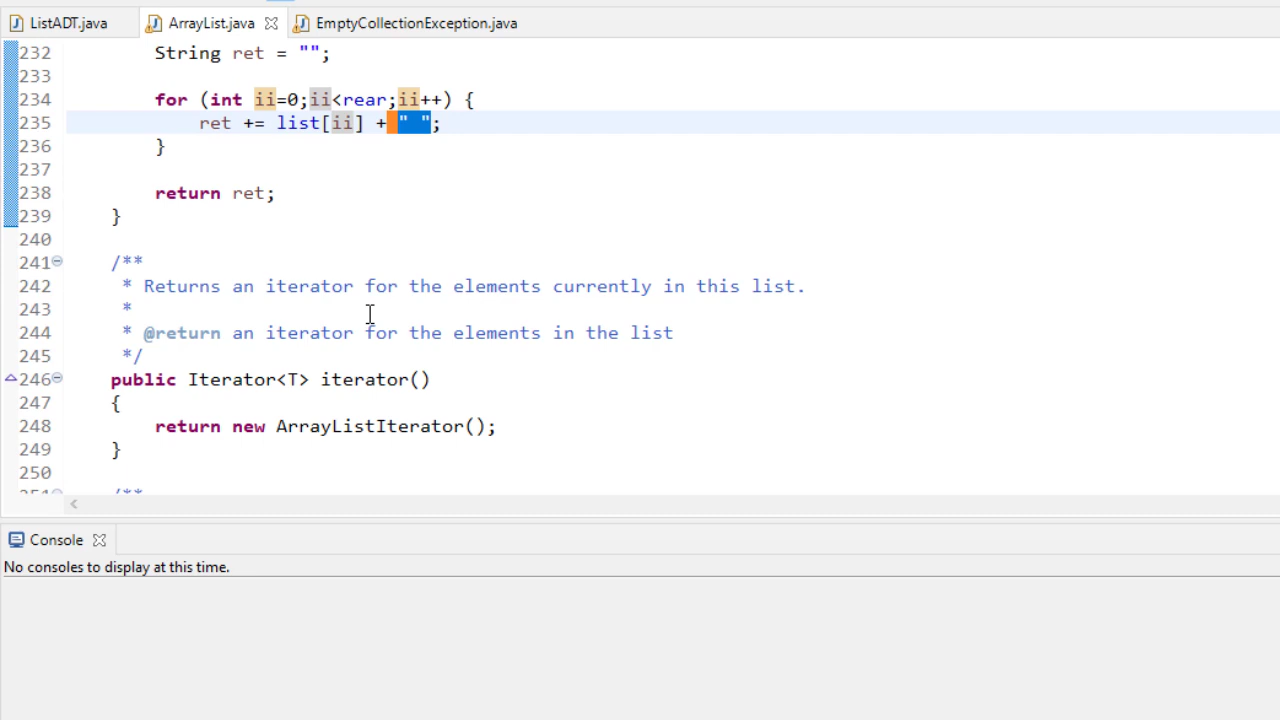 ListADT.java ArrayList.java EmptyCollectionException.java
232 String ret = "";
233
234 for (int ii=0;ii<rear;ii++) {
235 ret += list[ii] + " ";
236 }
237
238 return ret;
239 }
240
241 /**
242 * Returns an iterator for the elements currently in this list.
243 *
244 * @return an iterator for the elements in the list
245 */
246 public Iterator<T> iterator()
247 {
248 return new ArrayListIterator();
249 }
250
251 /**
Console
No consoles to display at this time.